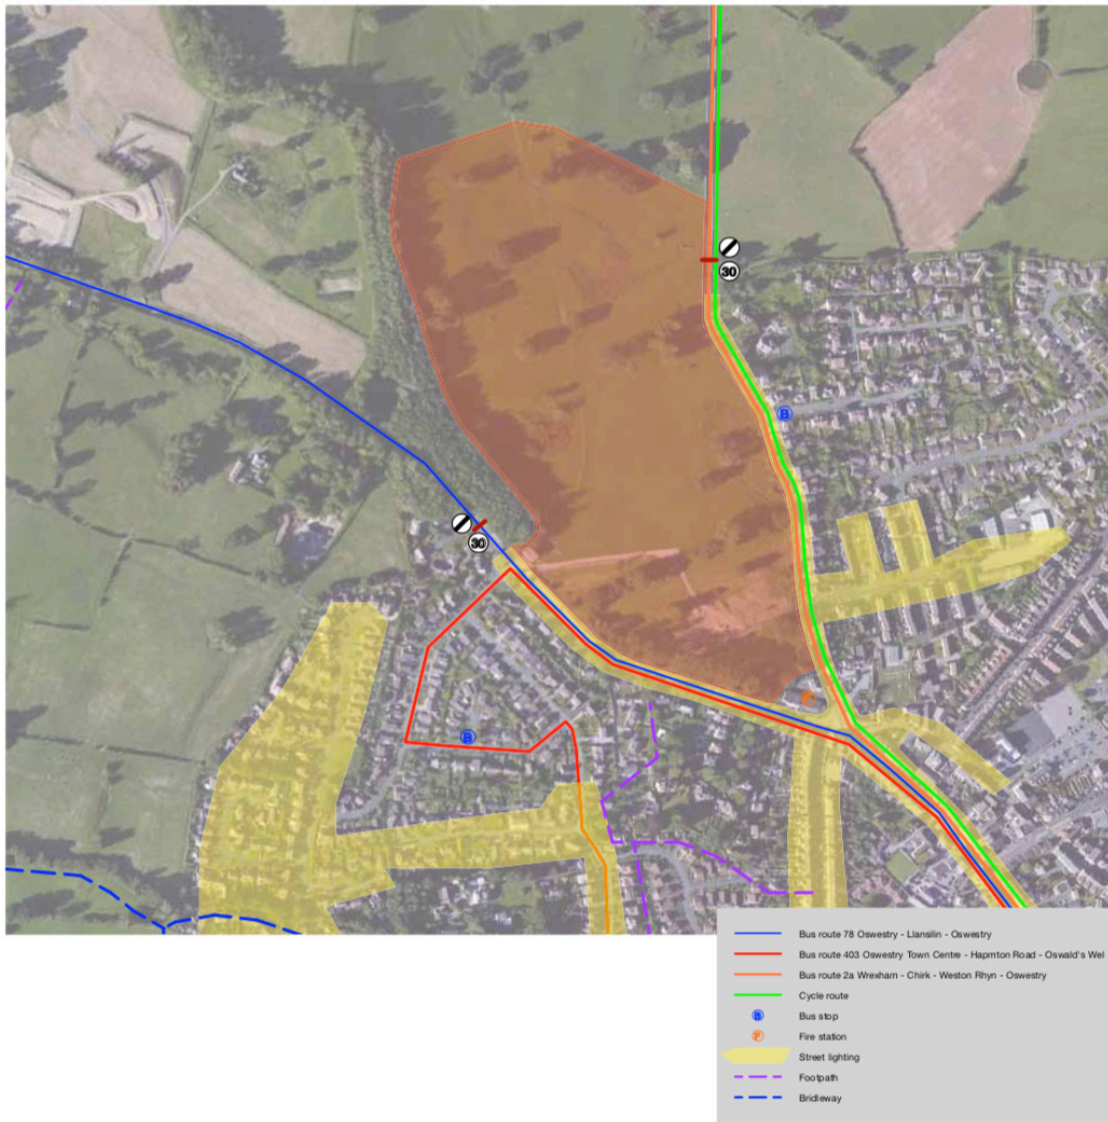 30
B
30
B
F
Bus route 78 Oswestry - Llansilin - Oswestry
Bus route 403 Oswestry Town Centre - Hapmton Road - Oswald's Wel
Bus route 2a Wrexham - Chirk - Weston Rhyn - Oswestry
Cycle route
B Bus stop
F Fire station
Street lighting
Footpath
Bridleway